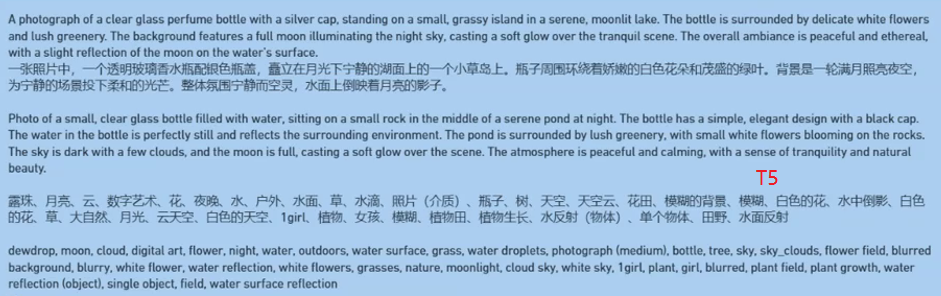 A photograph of a clear glass perfume bottle with a silver cap, standing on a small, grassy island in a serene, moonlit lake. The bottle is surrounded by delicate white flowers
and lush greenery. The background features a full moon illuminating the night sky, casting a soft glow over the tranquil scene. The overall ambiance is peaceful and ethereal,
with a slight reflection of the moon on the water's surface.
一张照片中，一个透明玻璃香水瓶配银色瓶盖，矗立在月光下宁静的湖面上的一个小草岛上。瓶子周围环绕着娇嫩的白色花朵和茂盛的绿叶。背景是一轮满月照亮夜空，
为宁静的场景投下柔和的光芒。整体氛围宁静而空灵，水面上倒映着月亮的影子。
Photo of a small, clear glass bottle filled with water, sitting on a small rock in the middle of a serene pond at night. The bottle has a simple, elegant design with a black cap.
The water in the bottle is perfectly still and reflects the surrounding environment. The pond is surrounded by lush greenery, with small white flowers blooming on the rocks.
The sky is dark with a few clouds, and the moon is full, casting a soft glow over the scene. The atmosphere is peaceful and calming, with a sense of tranquility and natural
beauty.
T5
露珠、月亮、云、数字艺术、花、夜晚、水、户外、水面、草、水滴、照片（介质）、瓶子、树、天空、天空云、花田、模糊的背景、模糊、白色的花、水中倒影、白色
的花、草、大自然、月光、云天空、白色的天空、1girl、植物、女孩、模糊、植物田、植物生长、水反射（物体）、单个物体、田野、水面反射
dewdrop, moon, cloud, digital art, flower, night, water, outdoors, water surface, grass, water droplets, photograph (medium), bottle, tree, sky, sky_clouds, flower field, blurred
background, blurry, white flower, water reflection, white flowers, grasses, nature, moonlight, cloud sky, white sky, 1girl, plant, girl, blurred, plant field, plant growth, water
reflection (object), single object, field, water surface reflection